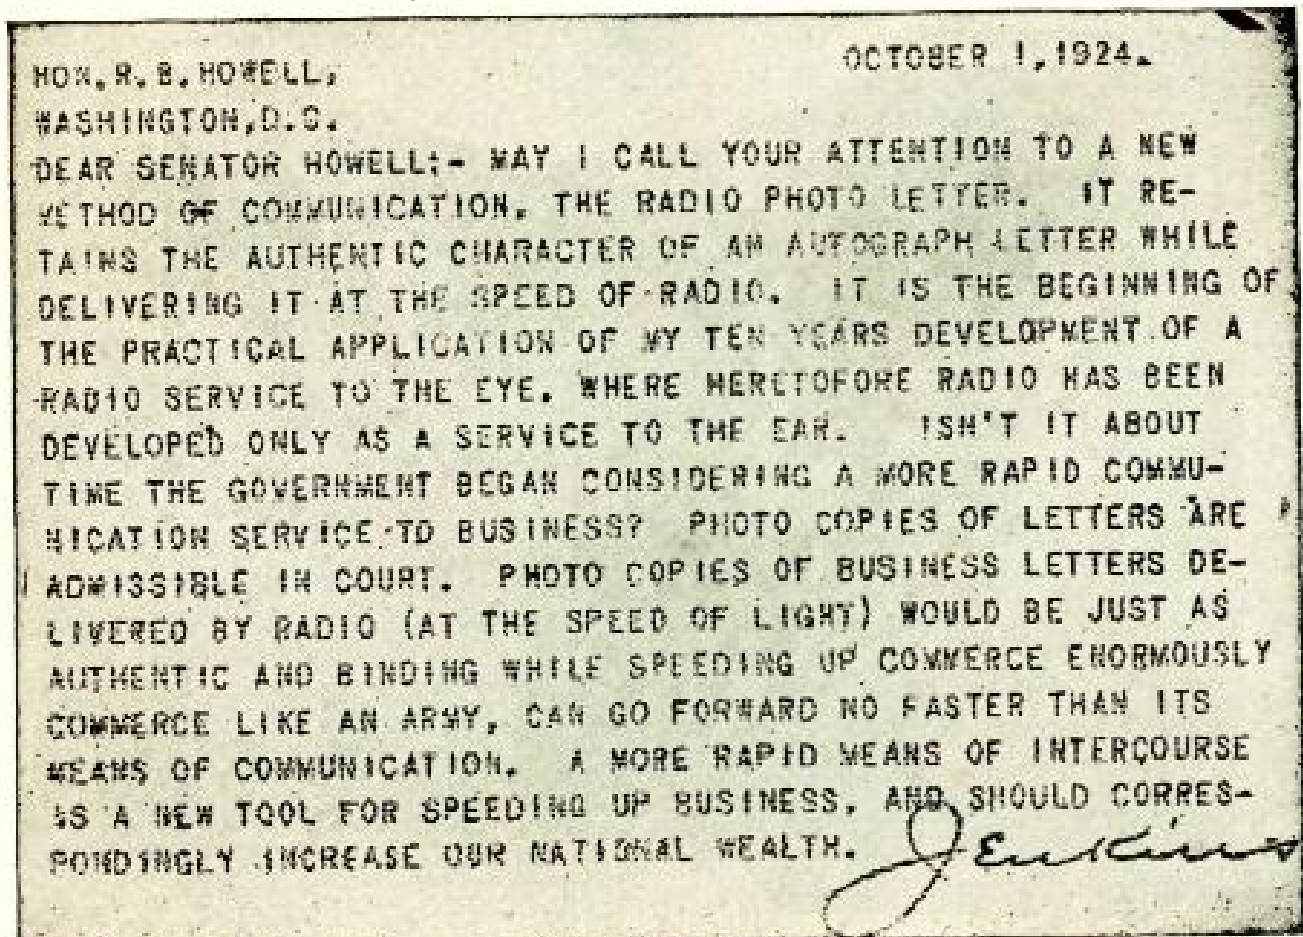 OCTOBER 1, 1924.
HON. R. B. HOWELL,
WASHINGTON, D.C.
DEAR SENATOR HOWELL:- MAY I CALL YOUR ATTENTION TO A NEW
METHOD OF COMMUNICATION, THE RADIO PHOTO LETTER. IT RE-
TAINS THE AUTHENTIC CHARACTER OF AN AUTOGRAPH LETTER WHILE
DELIVERING IT AT THE SPEED OF RADIO. IT IS THE BEGINNING OF
THE PRACTICAL APPLICATION OF MY TEN YEARS DEVELOPMENT OF A
RADIO SERVICE TO THE EYE, WHERE HERETOFORE RADIO HAS BEEN
DEVELOPED ONLY AS A SERVICE TO THE EAR. ISN'T IT ABOUT
TIME THE GOVERNMENT BEGAN CONSIDERING A MORE RAPID COMMU-
NICATION SERVICE TO BUSINESS? PHOTO COPIES OF LETTERS ARE
ADMISSIBLE IN COURT. PHOTO COPIES OF BUSINESS LETTERS DE-
LIVERED BY RADIO (AT THE SPEED OF LIGHT) WOULD BE JUST AS
AUTHENTIC AND BINDING WHILE SPEEDING UP COMMERCE ENORMOUSLY
COMMERCE LIKE AN ARMY, CAN GO FORWARD NO FASTER THAN ITS
MEANS OF COMMUNICATION. A MORE RAPID MEANS OF INTERCOURSE
IS A NEW TOOL FOR SPEEDING UP BUSINESS, AND SHOULD CORRES-
PONDINGLY INCREASE OUR NATIONAL WEALTH.
Jenkins